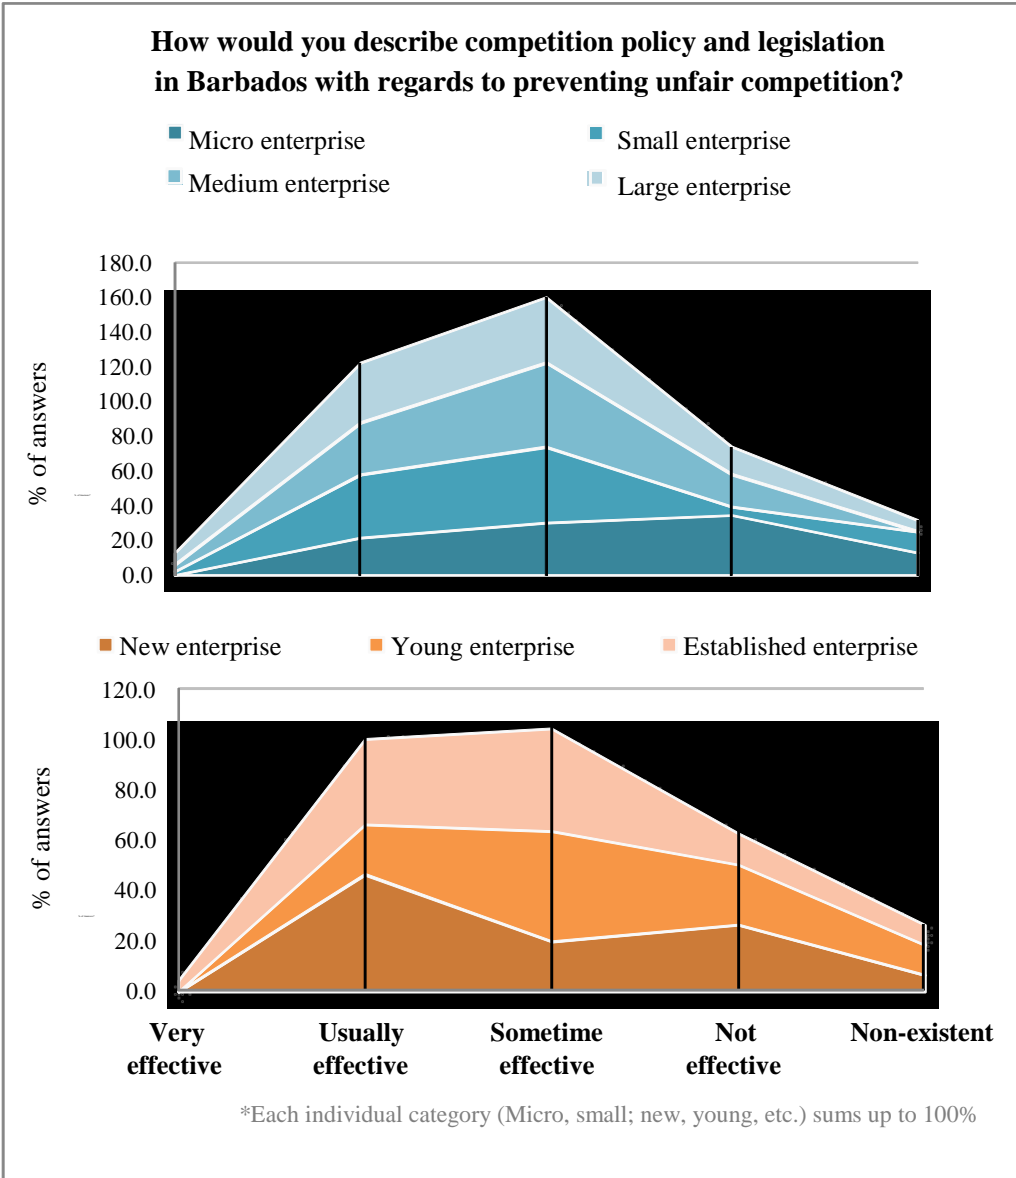 How would you describe competition policy and legislation
in Barbados with regards to preventing unfair competition?
Micro enterprise
Small enterprise
Medium enterprise
Large enterprise
180.0
160.0
140.0
120.0
100.0
80.0
60.0
40.0
20.0
0.0
% of answers
New enterprise
Young enterprise
Established enterprise
120.0
100.0
80.0
60.0
40.0
20.0
0.0
% of answers
Very
effective
Usually
effective
Sometime
effective
Not
effective
Non-existent
*Each individual category (Micro, small; new, young, etc.) sums up to 100%